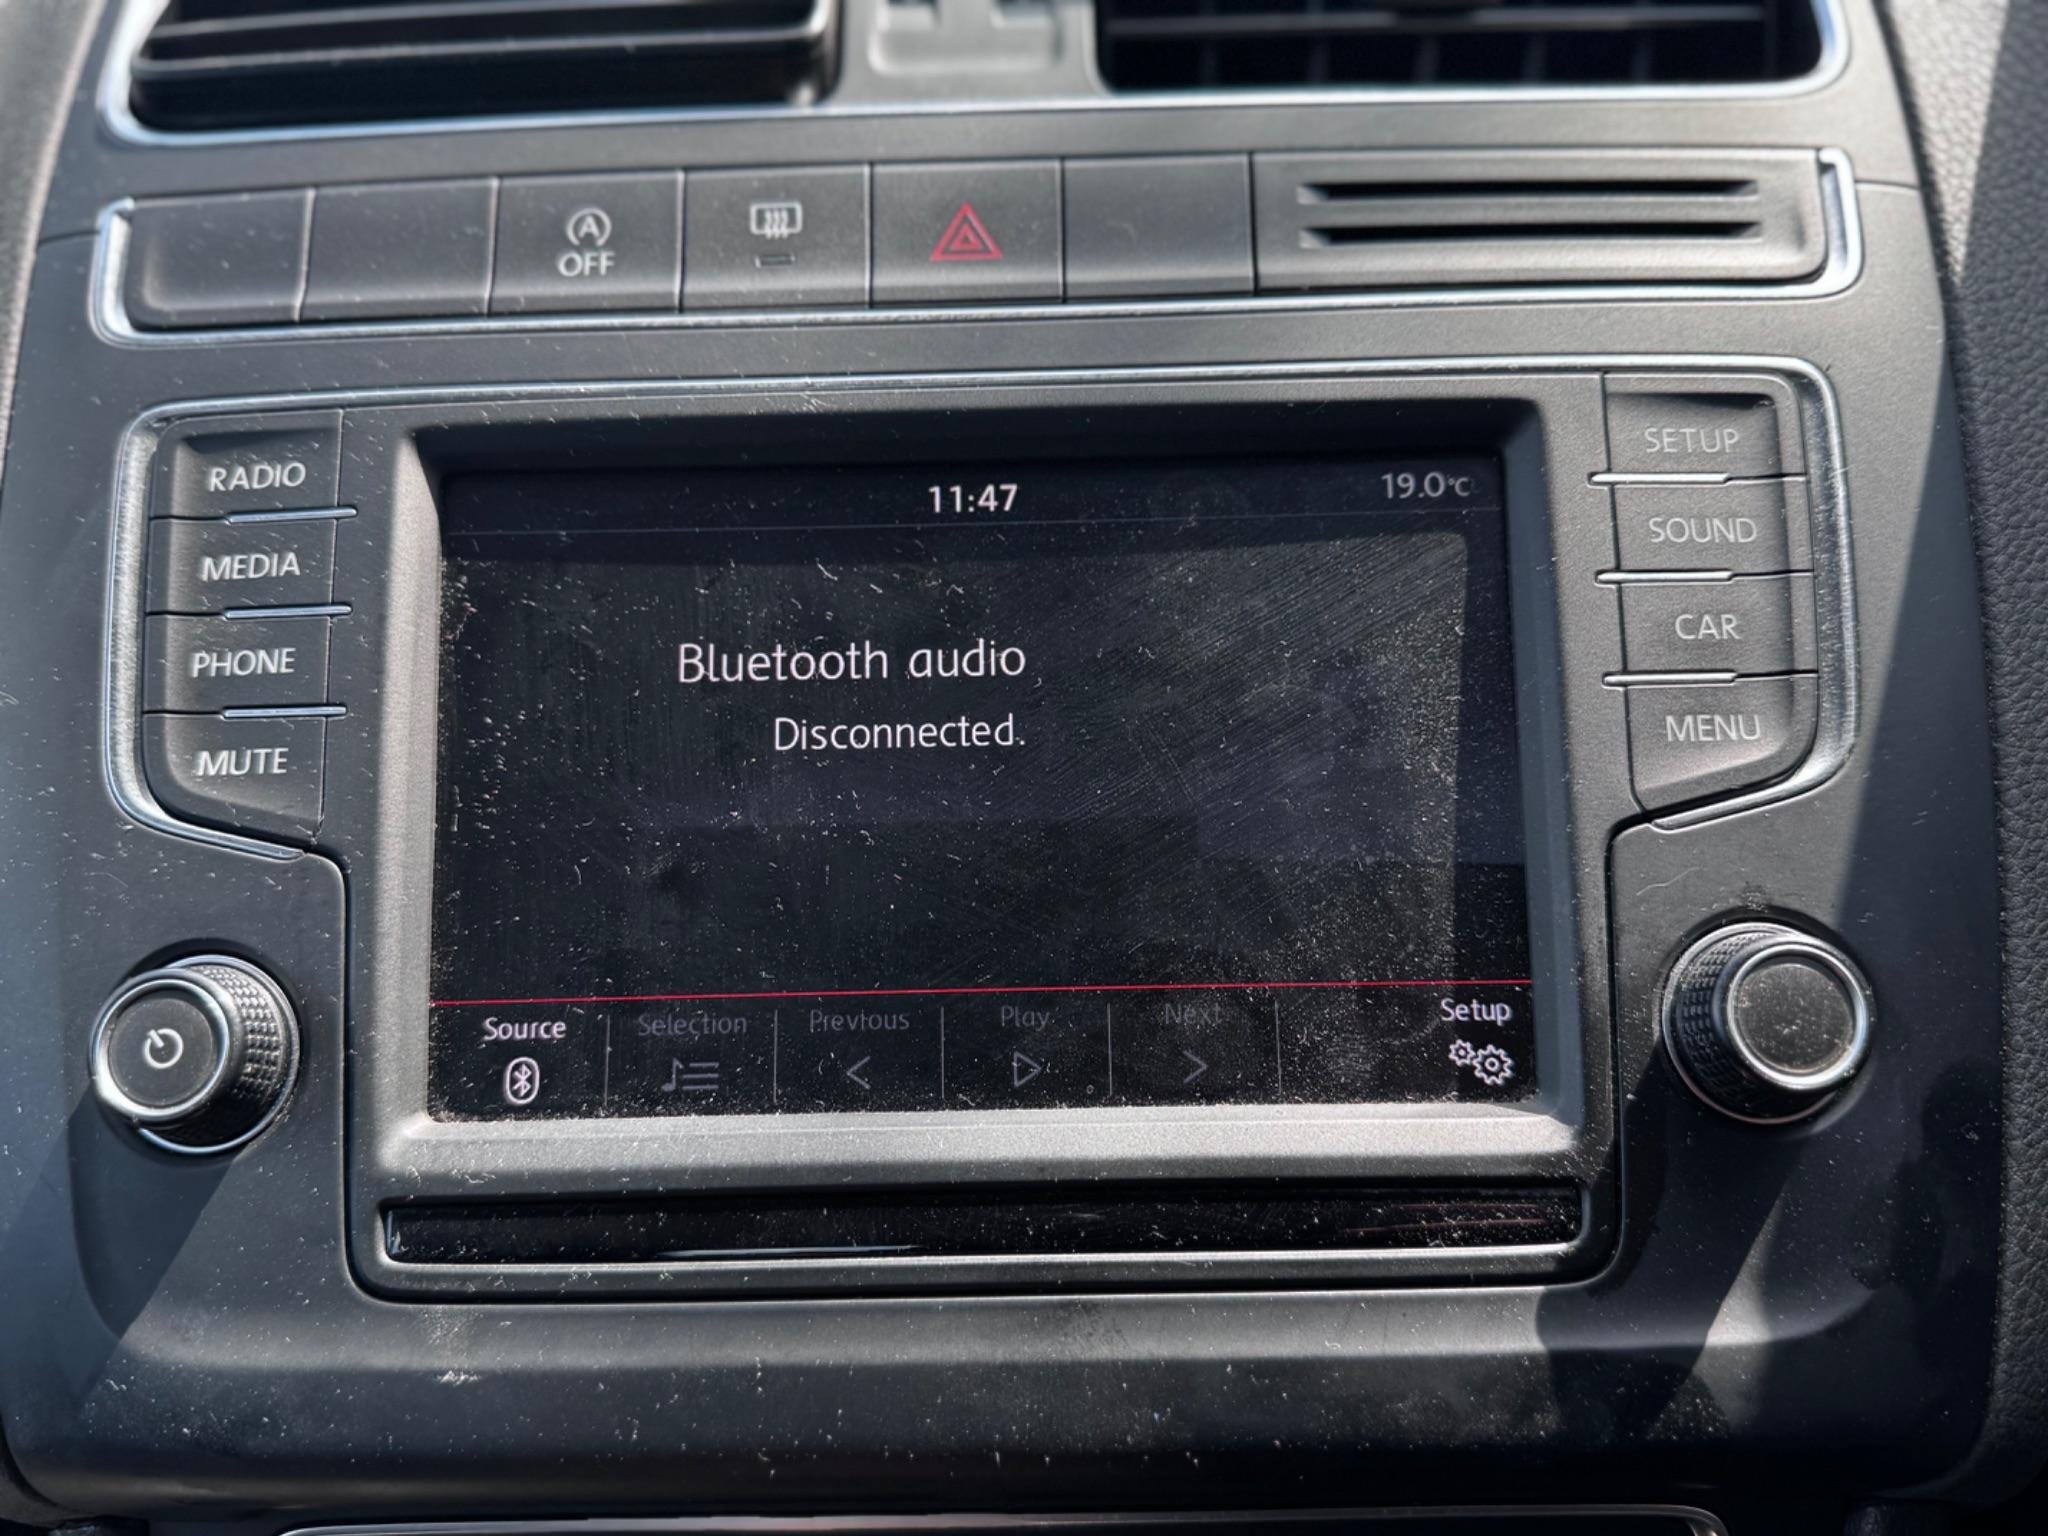 A
OFF
RADIO
MEDIA
PHONE
MUTE
11:47
19.0°C
Bluetooth audio
Disconnected.
Source
Selection
Previous
Play
Next
Setup
SETUP
SOUND
CAR
MENU